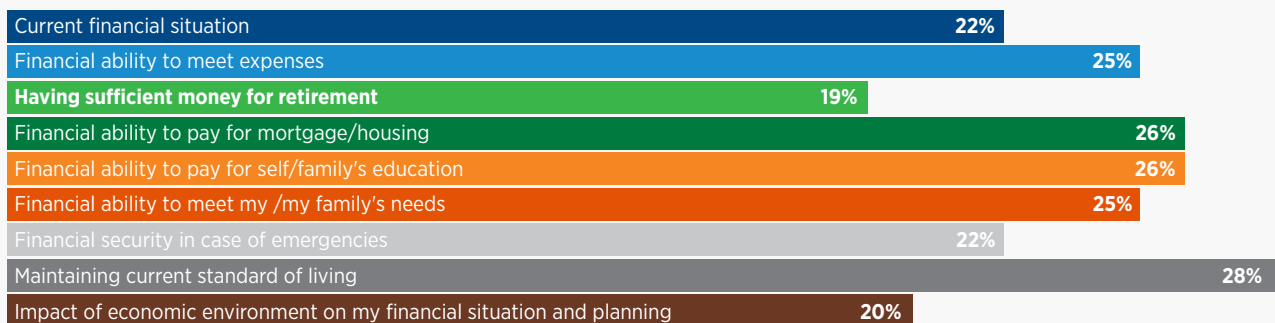 Current financial situation 22%
Financial ability to meet expenses 25%
Having sufficient money for retirement 19%
Financial ability to pay for mortgage/housing 26%
Financial ability to pay for self/family's education 26%
Financial ability to meet my /my family's needs 25%
Financial security in case of emergencies 22%
Maintaining current standard of living 28%
Impact of economic environment on my financial situation and planning 20%